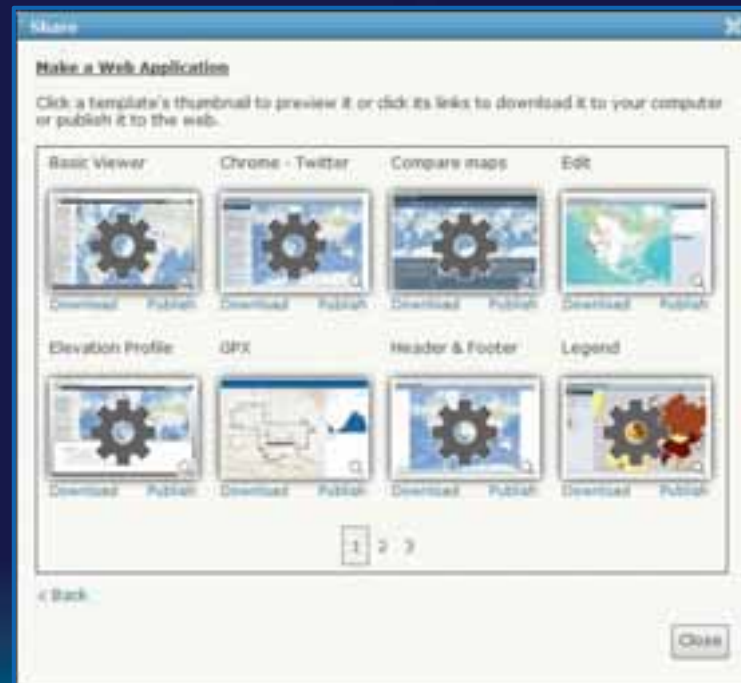 Share
Make a Web Application
Click a template's thumbnail to preview it or click its links to download it to your computer
or publish it to the web.
Basic Viewer Chrome - Twitter Compare maps Edit
Download Publish Download Publish Download Publish Download Publish
Elevation Profile GPX Header & Footer Legend
Download Publish Download Publish Download Publish Download Publish
1 2 3
< Back
Close